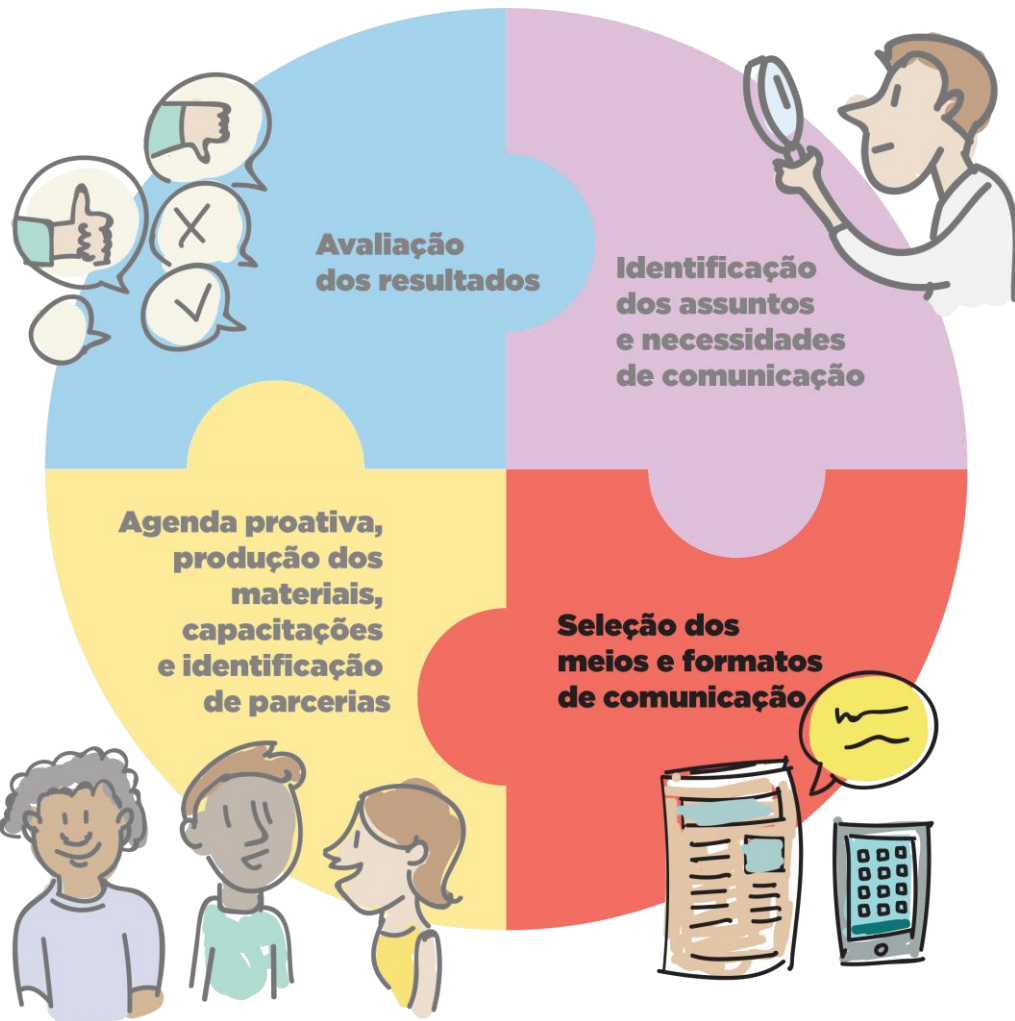 Avaliação
dos resultados
Identificação
dos assuntos
e necessidades
de comunicação
Agenda proativa,
produção dos
materiais,
capacitações
e identificação
de parcerias
Seleção dos
meios e formatos
de comunicação